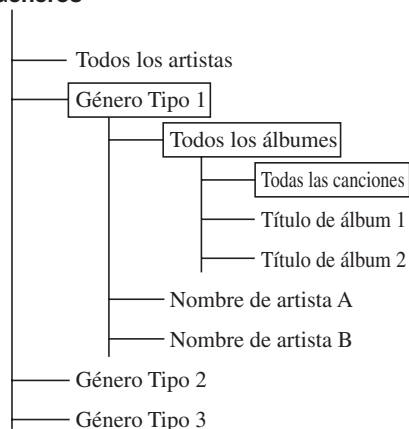 Todos los artistas
Género Tipo 1
Todos los álbumes
Todas las canciones
Título de álbum 1
Título de álbum 2
Nombre de artista A
Nombre de artista B
Género Tipo 2
Género Tipo 3